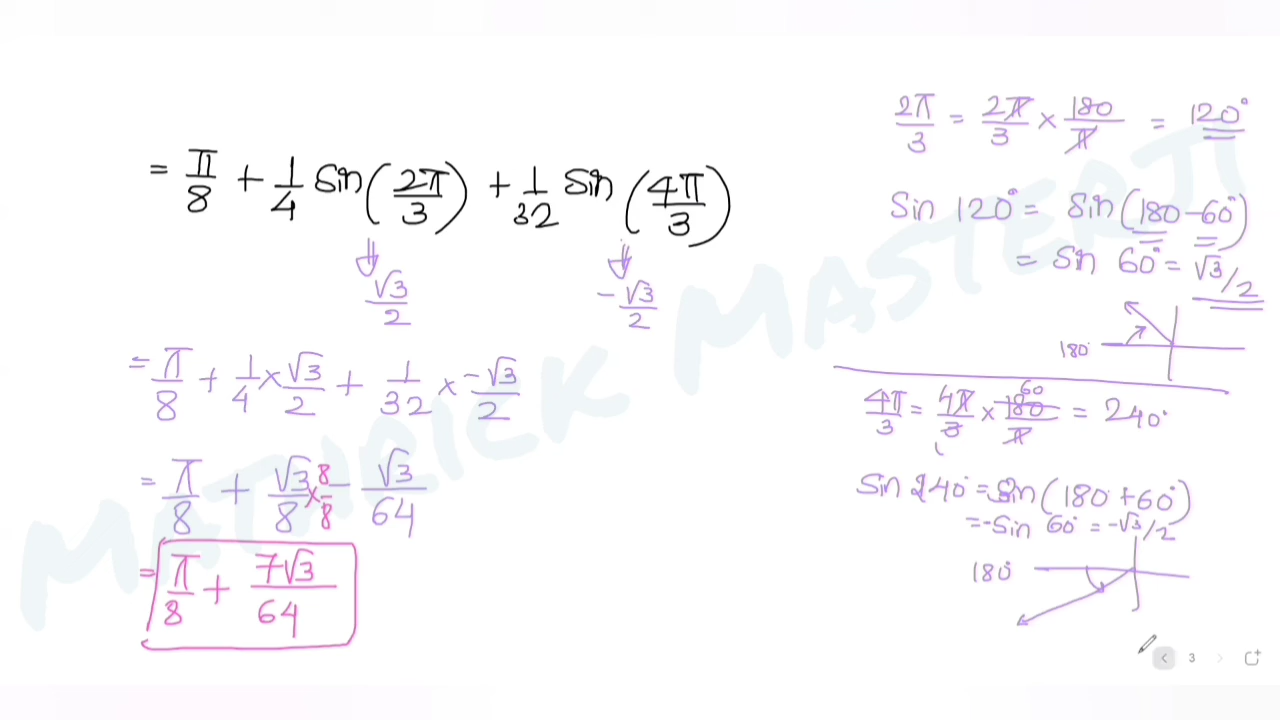 = π/8 + 1/4 Sin(2π/3) + 1/32 Sin(4π/3)
√3/2
-√3/2
= π/8 + 1/4 × √3/2 + 1/32 × -√3/2
= π/8 + √3/8 × 8/8 - √3/64
= π/8 + 7√3/64
2π/3 = 2π/3 × 180/π = 120°
Sin 120° = Sin(180-60°)
= Sin 60° = √3/2
180°
4π/3 = 4π/3 × 180/π = 240°
60
Sin 240° = Sin(180+60°)
= -Sin 60° = -√3/2
180°
MATHRICK MASTERJI
3